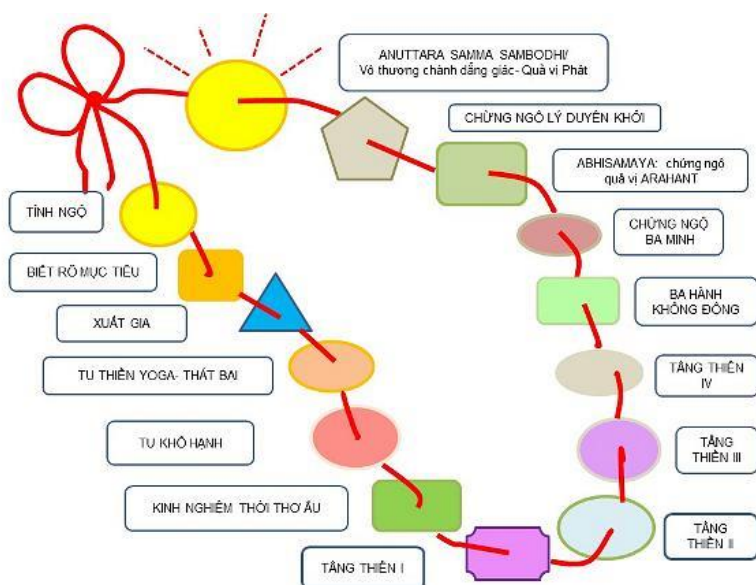 ANUTTARA SAMMA SAMBODHI/
Vô thượng chánh đẳng giác- Quả vị Phật
CHỨNG NGỘ LÝ DUYÊN KHỞI
ABHISAMAYA: chứng ngộ
quả vị ARAHANT
TỈNH NGỘ
CHỨNG NGỘ
BA MINH
BIẾT RÕ MỤC TIÊU
BA HÀNH
KHÔNG ĐỘNG
XUẤT GIA
TU THIỀN YOGA- THẤT BẠI
TẦNG THIỀN
IV
TU KHỔ HẠNH
TẦNG
THIỀN III
KINH NGHIỆM THỜI THƠ ẤU
TẦNG
THIỀN II
TẦNG THIỀN I